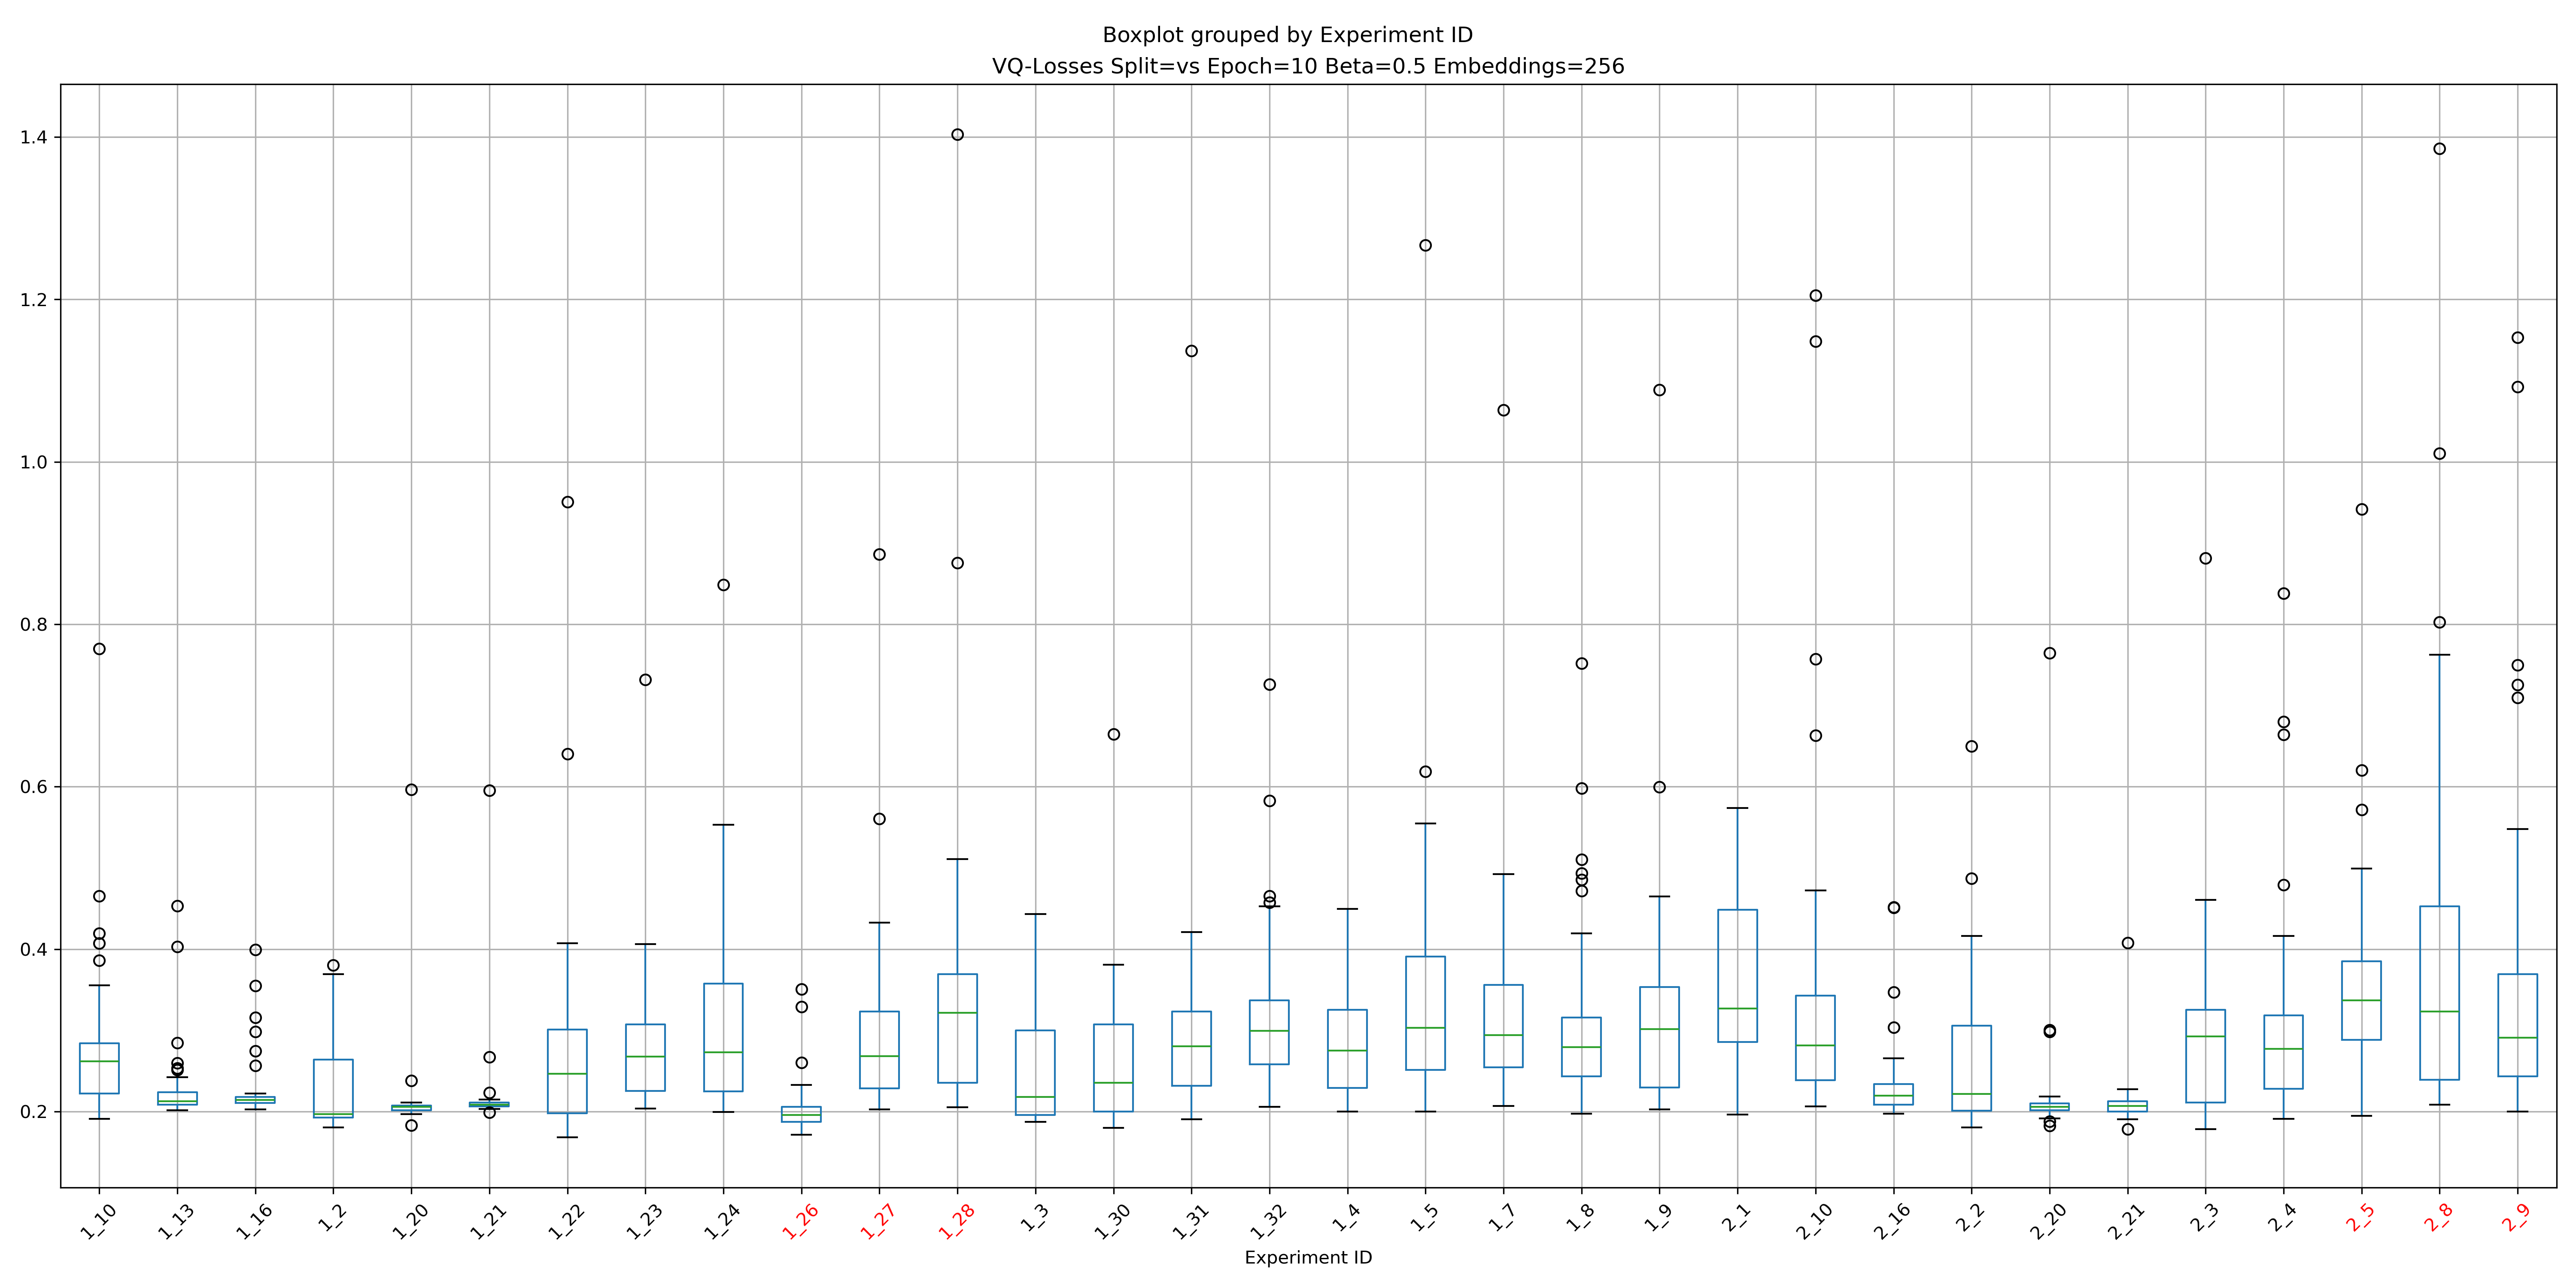 Boxplot grouped by Experiment ID
VQ-Losses Split=vs Epoch=10 Beta=0.5 Embeddings=256
1.4
1.2
1.0
0.8
0.6
0.4
0.2
1_10 1_13 1_16 1_2 1_20 1_21 1_22 1_23 1_24 1_26 1_27 1_28 1_3 1_30 1_31 1_32 1_4 1_5 1_7 1_8 1_9 2_1 2_10 2_16 2_2 2_20 2_21 2_3 2_4 2_5 2_8 2_9
Experiment ID